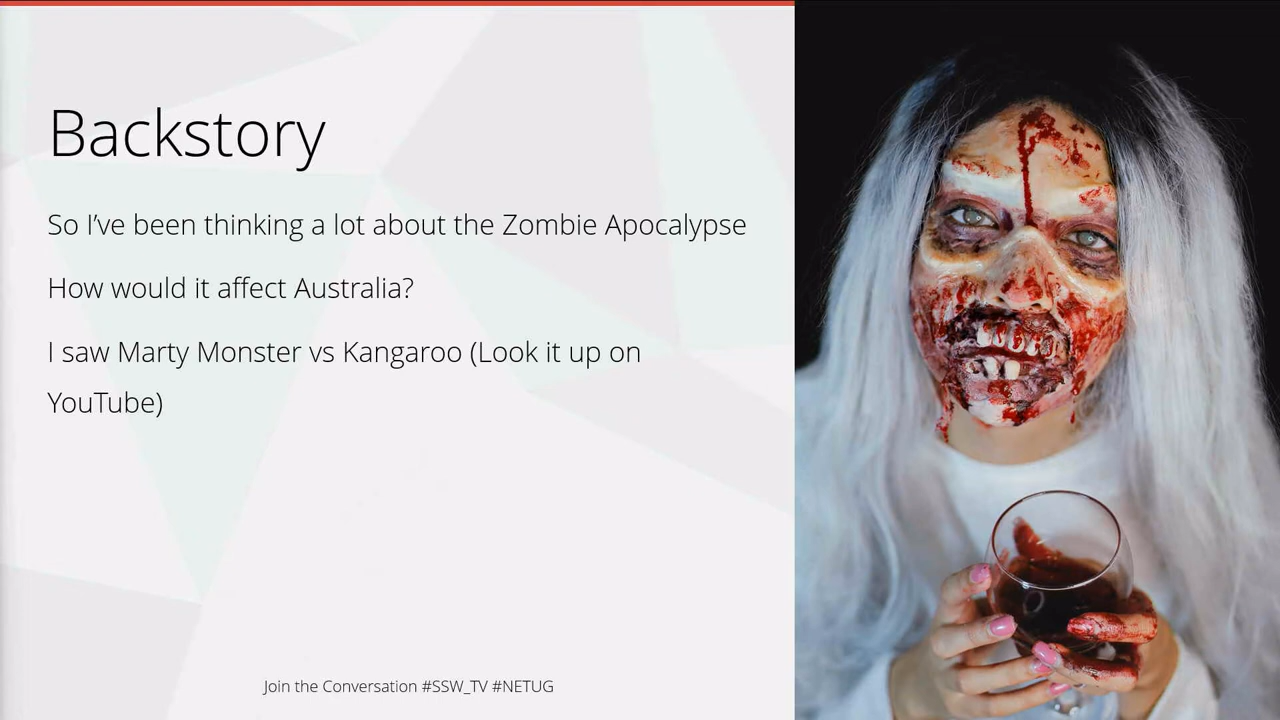 Backstory
So I’ve been thinking a lot about the Zombie Apocalypse
How would it affect Australia?
I saw Marty Monster vs Kangaroo (Look it up on
YouTube)
Join the Conversation #SSW_TV #NETUG